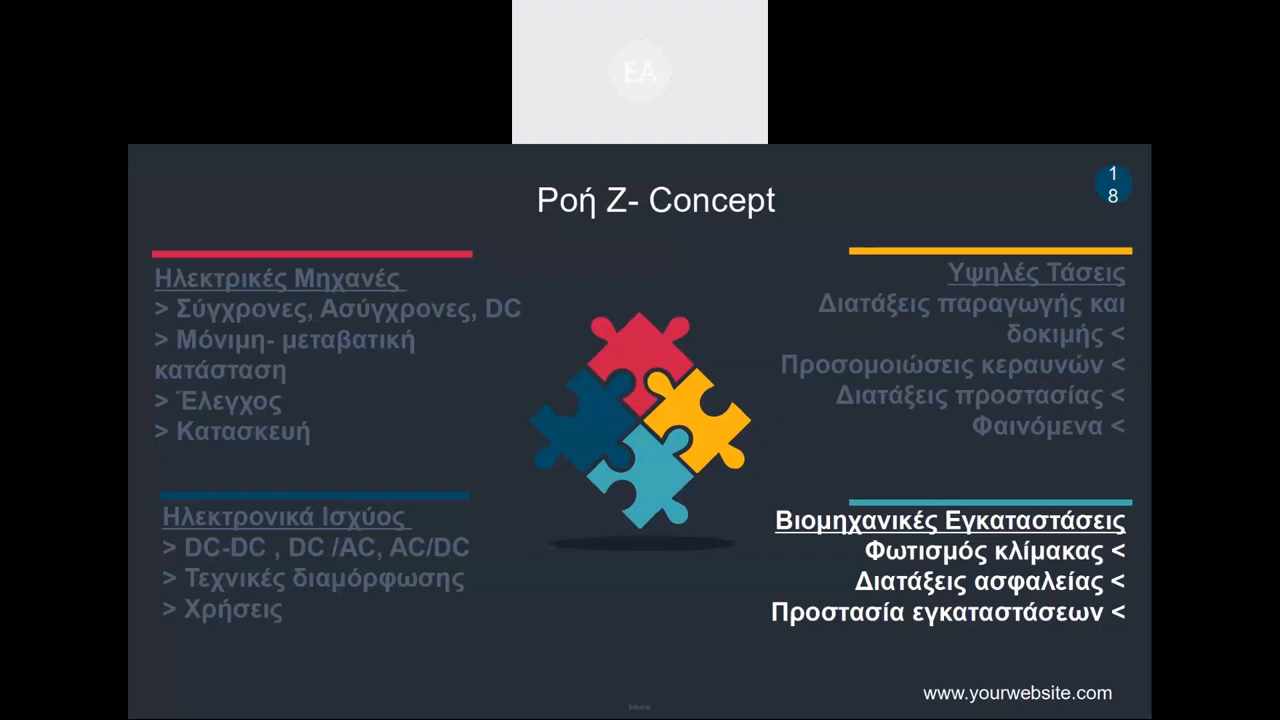 EA
1
8
Ροή Ζ- Concept
Ηλεκτρικές Μηχανές
> Σύγχρονες, Ασύγχρονες, DC
> Μόνιμη- μεταβατική
κατάσταση
> Έλεγχος
> Κατασκευή
Υψηλές Τάσεις
Διατάξεις παραγωγής και
δοκιμής <
Προσομοιώσεις κεραυνών <
Διατάξεις προστασίας <
Φαινόμενα <
Ηλεκτρονικά Ισχύος
> DC-DC , DC /AC, AC/DC
> Τεχνικές διαμόρφωσης
> Χρήσεις
Βιομηχανικές Εγκαταστάσεις
Φωτισμός κλίμακας <
Διατάξεις ασφαλείας <
Προστασία εγκαταστάσεων <
www.yourwebsite.com